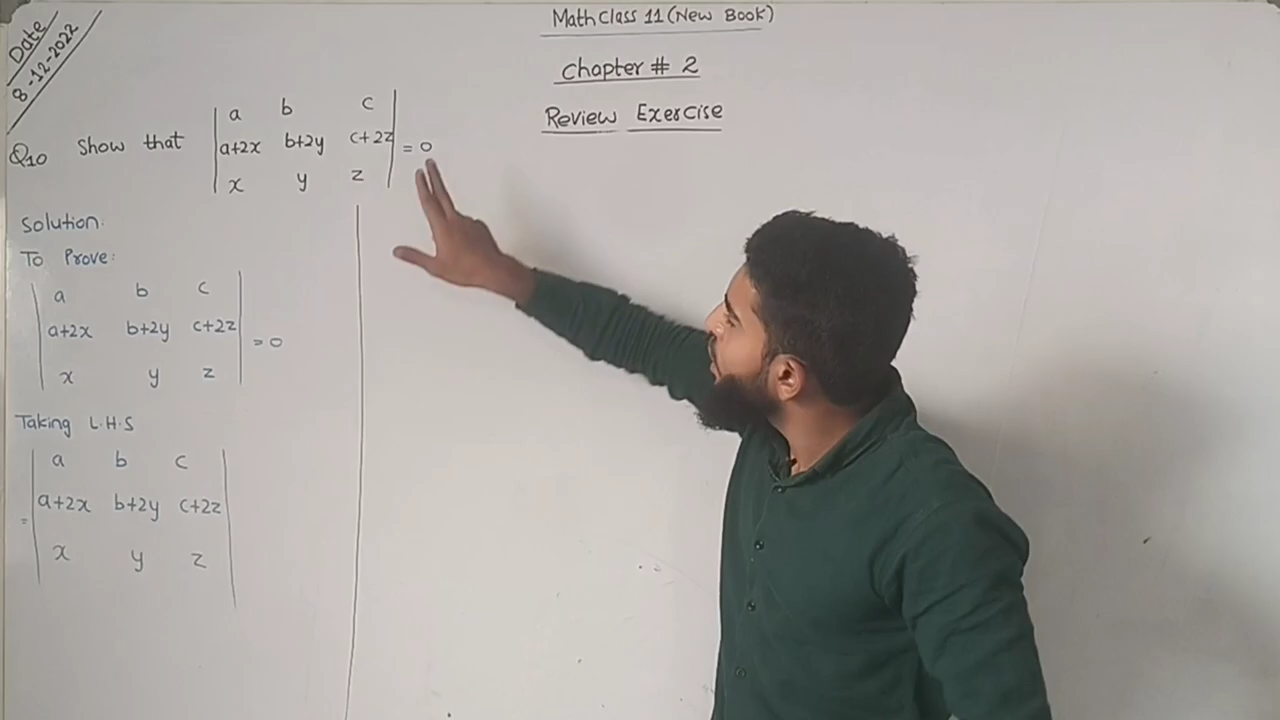 Date
8-12-2022
Math Class 11 (New Book)
Chapter # 2
Review Exercise
Q10 Show that | a b c |
| a+2x b+2y c+2z | = 0
| x y z |
Solution:
To Prove:
| a b c |
| a+2x b+2y c+2z | = 0
| x y z |
Taking L.H.S
| a b c |
= | a+2x b+2y c+2z |
| x y z |